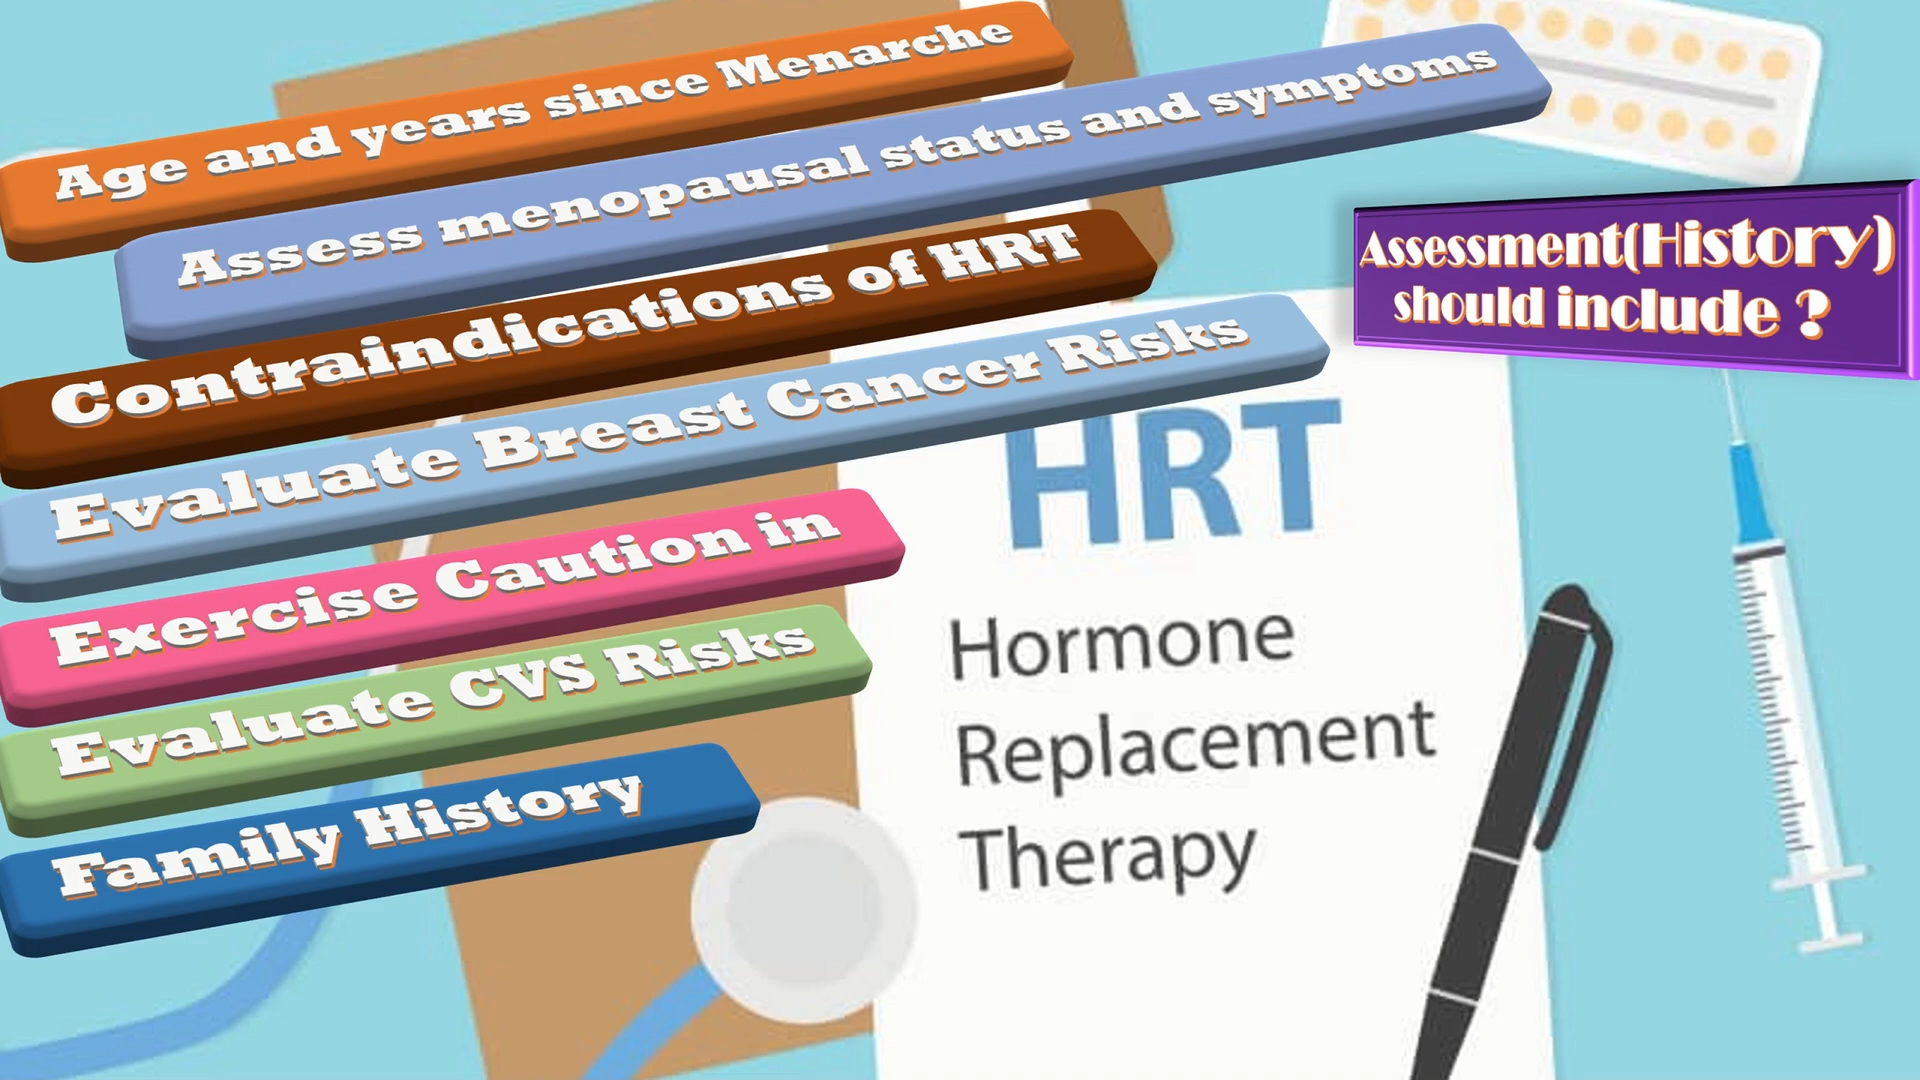 Age and years since Menarche
Assess menopausal status and symptoms
Contraindications of HRT
Evaluate Breast Cancer Risks
Exercise Caution in
Evaluate CVS Risks
Family History
Assessment(History)
should include ?
HRT
Hormone
Replacement
Therapy